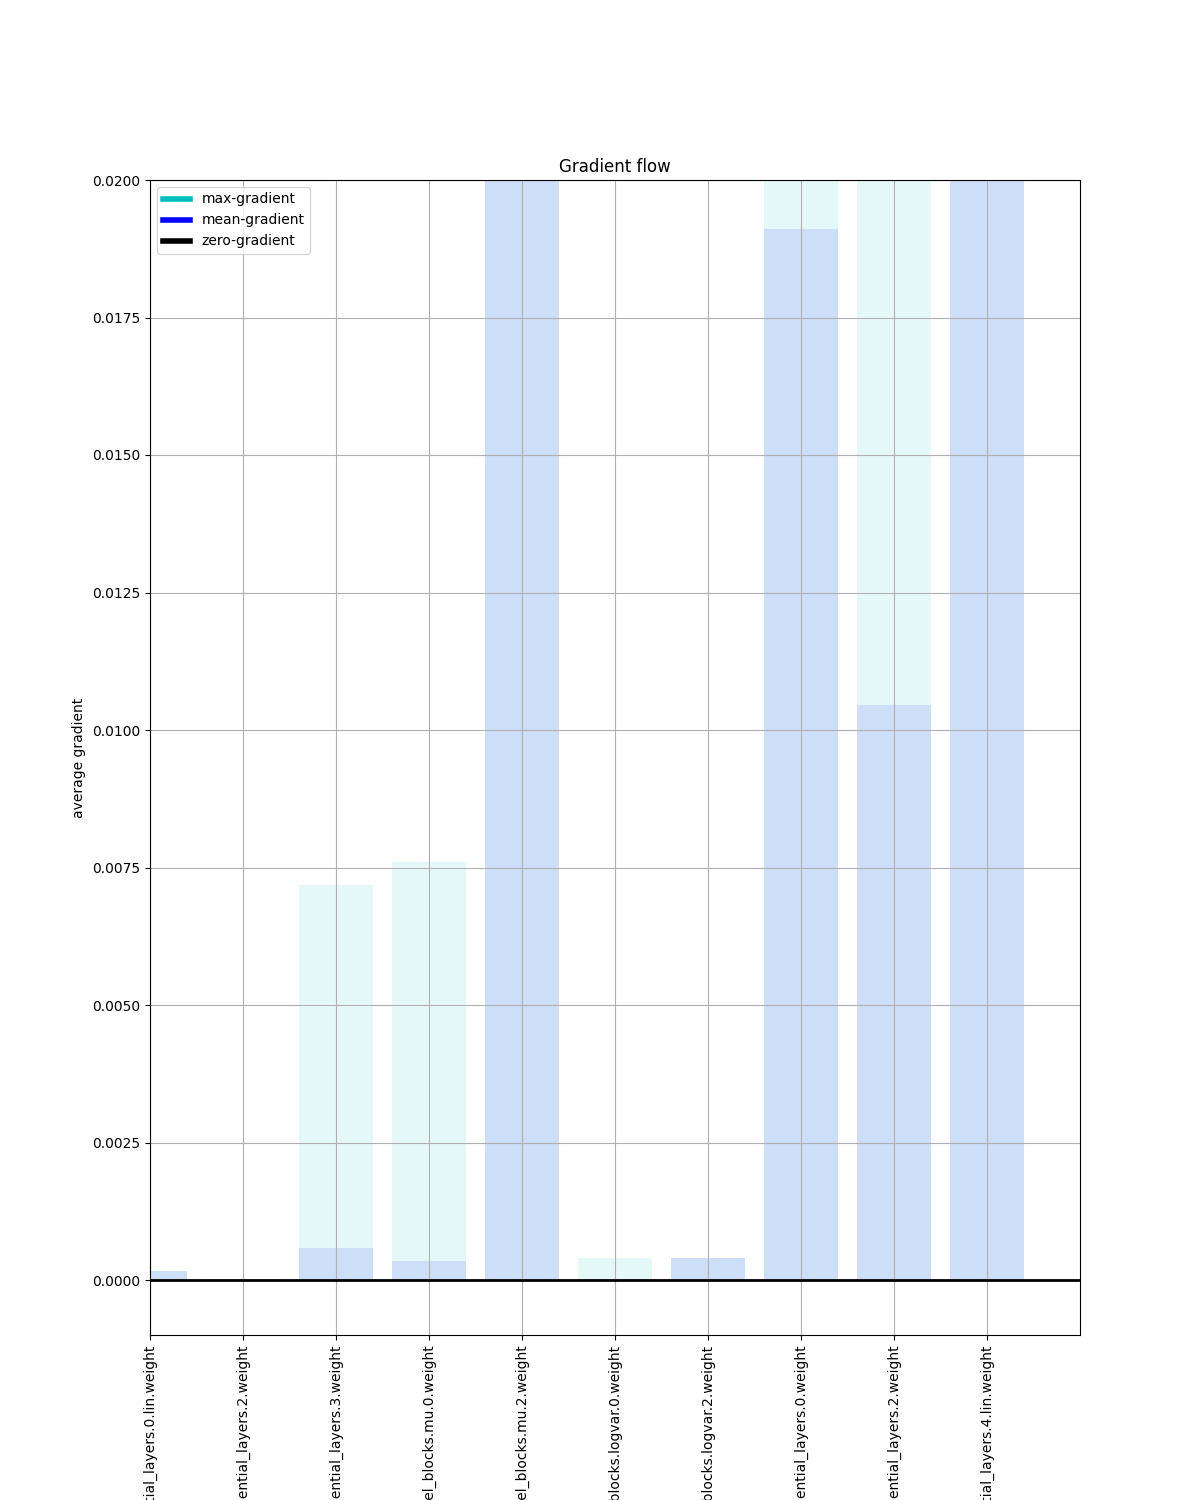 Gradient flow
max-gradient
mean-gradient
zero-gradient
0.0200
0.0175
0.0150
0.0125
0.0100
0.0075
0.0050
0.0025
0.0000
average gradient
tial_layers.0.lin.weight
ential_layers.2.weight
ential_layers.3.weight
el_blocks.mu.0.weight
el_blocks.mu.2.weight
blocks.logvar.0.weight
blocks.logvar.2.weight
ential_layers.0.weight
ential_layers.2.weight
tial_layers.4.lin.weight